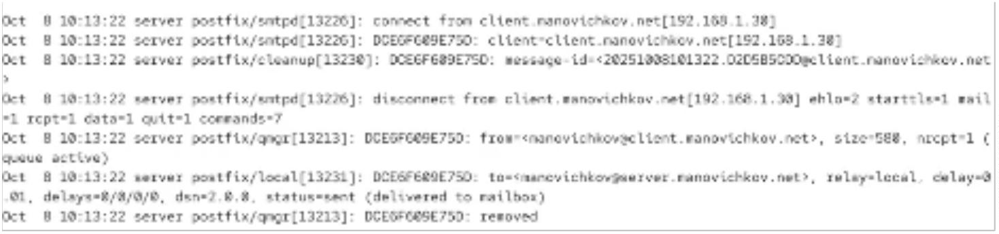 Oct  8 10:13:22 server postfix/smtpd[13226]: connect from client.manovichkov.net[192.168.1.30]
Oct  8 10:13:22 server postfix/smtpd[13226]: DCE6F609E75D: client=client.manovichkov.net[192.168.1.30]
Oct  8 10:13:22 server postfix/cleanup[13230]: DCE6F609E75D: message-id=<20251008101322.D2D5B5CDD@client.manovichkov.net
>
Oct  8 10:13:22 server postfix/smtpd[13226]: disconnect from client.manovichkov.net[192.168.1.30] ehlo=2 starttls=1 mail
=1 rcpt=1 data=1 quit=1 commands=7
Oct  8 10:13:22 server postfix/qmgr[13213]: DCE6F609E75D: from=<manovichkov@client.manovichkov.net>, size=580, nrcpt=1 (
queue active)
Oct  8 10:13:22 server postfix/local[13231]: DCE6F609E75D: to=<manovichkov@server.manovichkov.net>, relay=local, delay=0
.01, delays=0/0/0/0, dsn=2.0.0, status=sent (delivered to mailbox)
Oct  8 10:13:22 server postfix/qmgr[13213]: DCE6F609E75D: removed